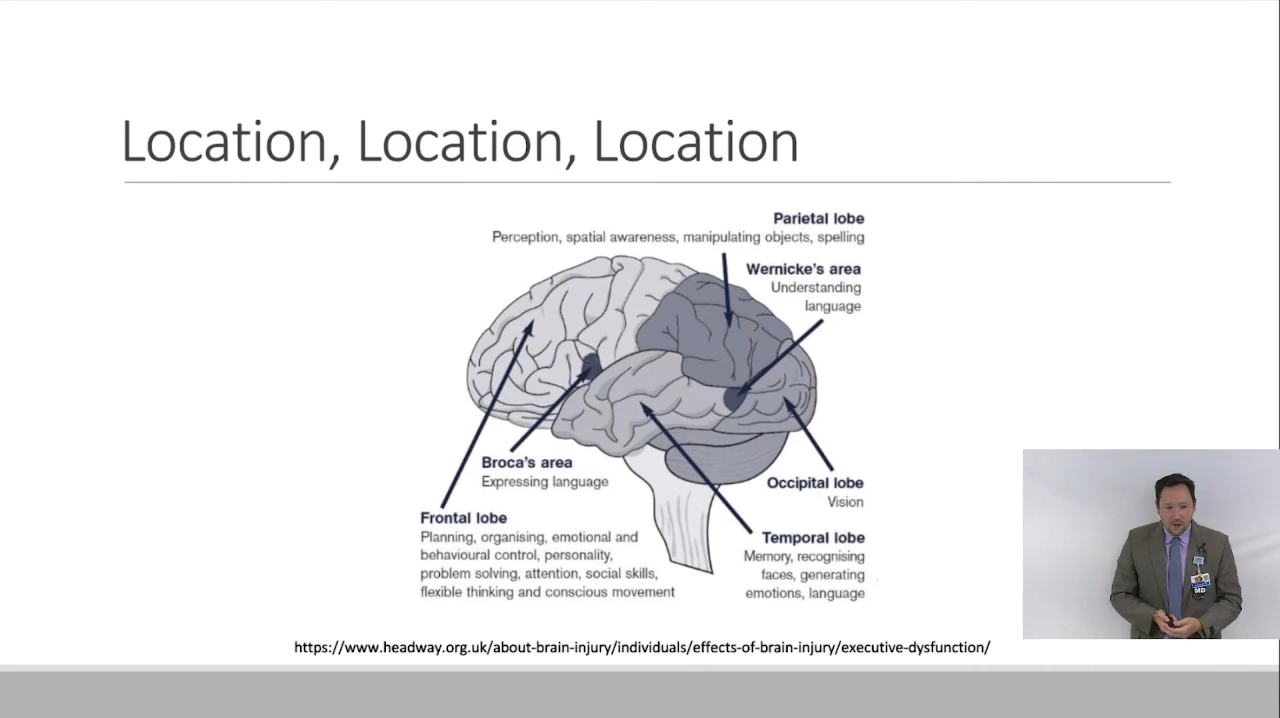 Location, Location, Location
Parietal lobe
Perception, spatial awareness, manipulating objects, spelling
Wernicke's area
Understanding
language
Broca's area
Expressing language
Occipital lobe
Vision
Frontal lobe
Planning, organising, emotional and
behavioural control, personality,
problem solving, attention, social skills,
flexible thinking and conscious movement
Temporal lobe
Memory, recognising
faces, generating
emotions, language
MD
https://www.headway.org.uk/about-brain-injury/individuals/effects-of-brain-injury/executive-dysfunction/